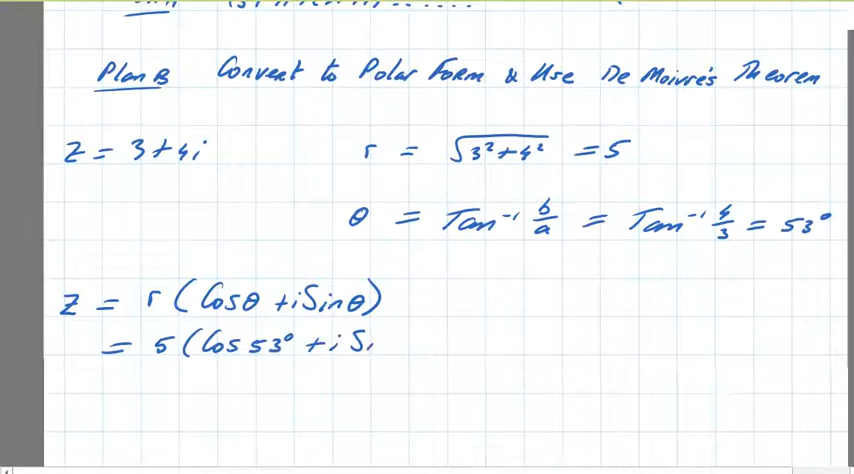 Plan B Convert to Polar Form & Use De Moivre's Theorem
z = 3+4i r = √3²+4² = 5
θ = Tan⁻¹ b/a = Tan⁻¹ 4/3 = 53°
z = r (Cosθ + iSinθ)
= 5 (Cos 53° + i S